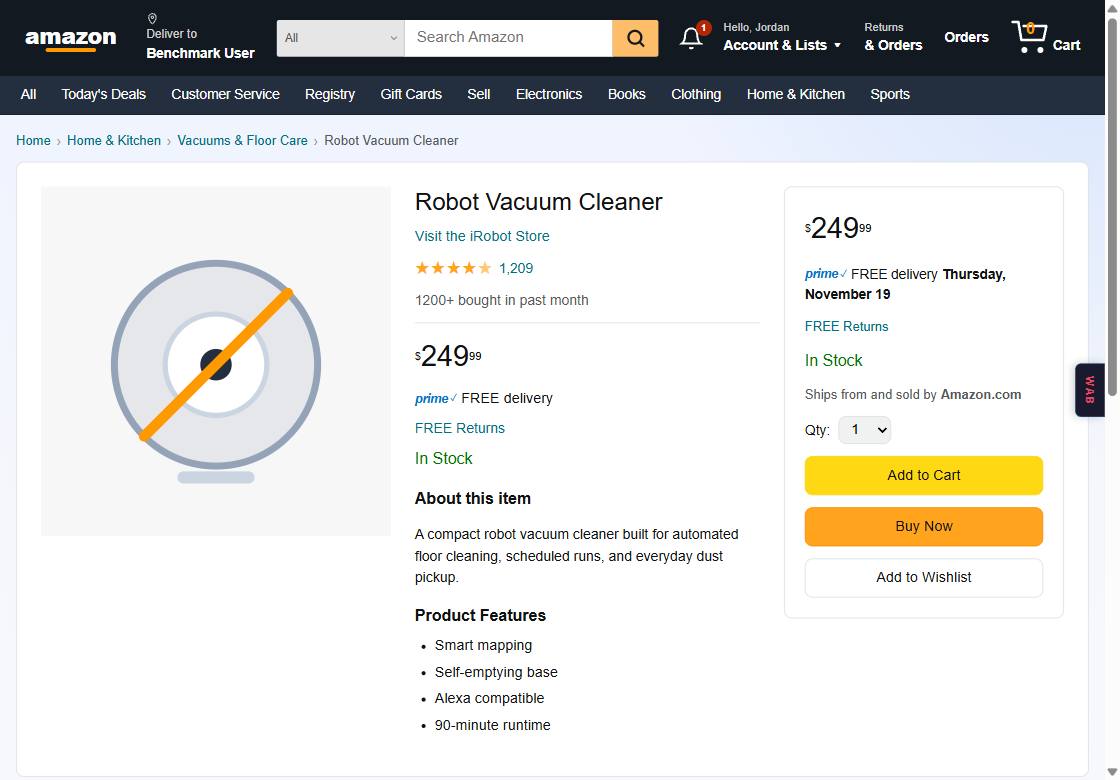 amazon
Deliver to
Benchmark User
All
Search Amazon
1
Hello, Jordan
Account & Lists
Returns
& Orders
Orders
0
Cart
All
Today's Deals
Customer Service
Registry
Gift Cards
Sell
Electronics
Books
Clothing
Home & Kitchen
Sports
Home › Home & Kitchen › Vacuums & Floor Care › Robot Vacuum Cleaner
Robot Vacuum Cleaner
Visit the iRobot Store
★★★★★ 1,209
1200+ bought in past month
$24999
prime✓ FREE delivery
FREE Returns
In Stock
About this item
A compact robot vacuum cleaner built for automated
floor cleaning, scheduled runs, and everyday dust
pickup.
Product Features
• Smart mapping
• Self-emptying base
• Alexa compatible
• 90-minute runtime
$24999
prime✓ FREE delivery Thursday,
November 19
FREE Returns
In Stock
Ships from and sold by Amazon.com
Qty: 1
Add to Cart
Buy Now
Add to Wishlist
WAB